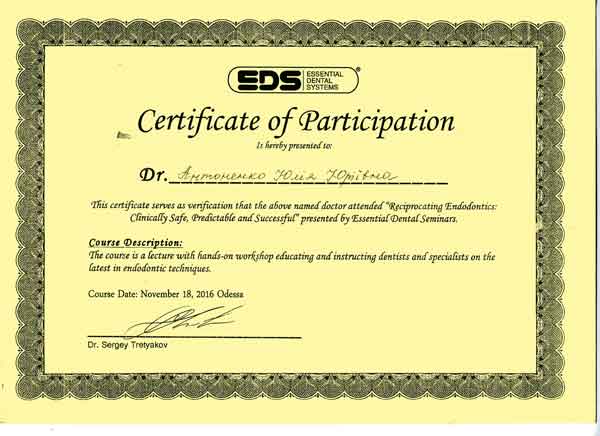 EDS ESSENTIAL
DENTAL
SYSTEMS ®
Certificate of Participation
Is hereby presented to:
Dr. Антоненко Юлія Юріївна
This certificate serves as verification that the above named doctor attended "Reciprocating Endodontics:
Clinically Safe, Predictable and Successful" presented by Essential Dental Seminars.
Course Description:
The course is a lecture with hands-on workshop educating and instructing dentists and specialists on the
latest in endodontic techniques.
Course Date: November 18, 2016 Odessa
Dr. Sergey Tretyakov